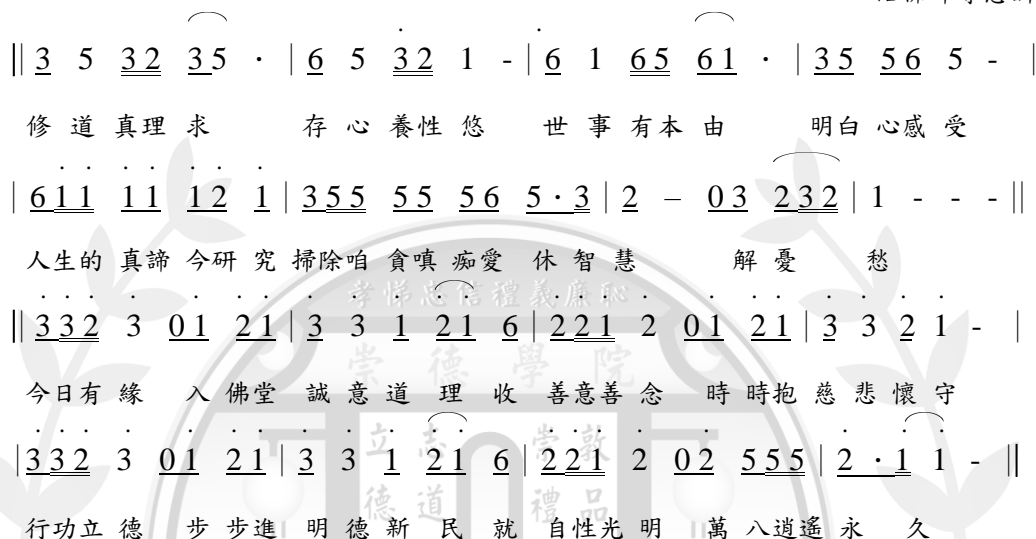 ‖ 3 5 32 35 · | 6 5 32 1 - | 6 1 65 61 · | 35 56 5 - |
修 道 真理 求 存 心 養性 悠 世 事 有本 由 明白 心感 受
| 611 11 12 1 | 355 55 56 5·3 | 2 – 03 232 | 1 - - - ‖
人生的 真諦 今研 究 掃除咱 貪嗔 痴愛 休 智 慧 解 憂 愁
孝悌忠信禮義廉恥
‖ 332 3 01 21 | 3 3 1 21 6 | 221 2 01 21 | 3 3 2 1 - |
崇德學院
今日有 緣 入 佛堂 誠 意 道 理 收 善意善 念 時 時抱 慈 悲 懷 守
立志 崇敦
| 332 3 01 21 | 3 3 1 21 6 | 221 2 02 555 | 2 · 1 1 - ‖
德道 禮品
行功立 德 步 步進 明 德 新 民 就 自性光 明 萬 八逍遙 永 久